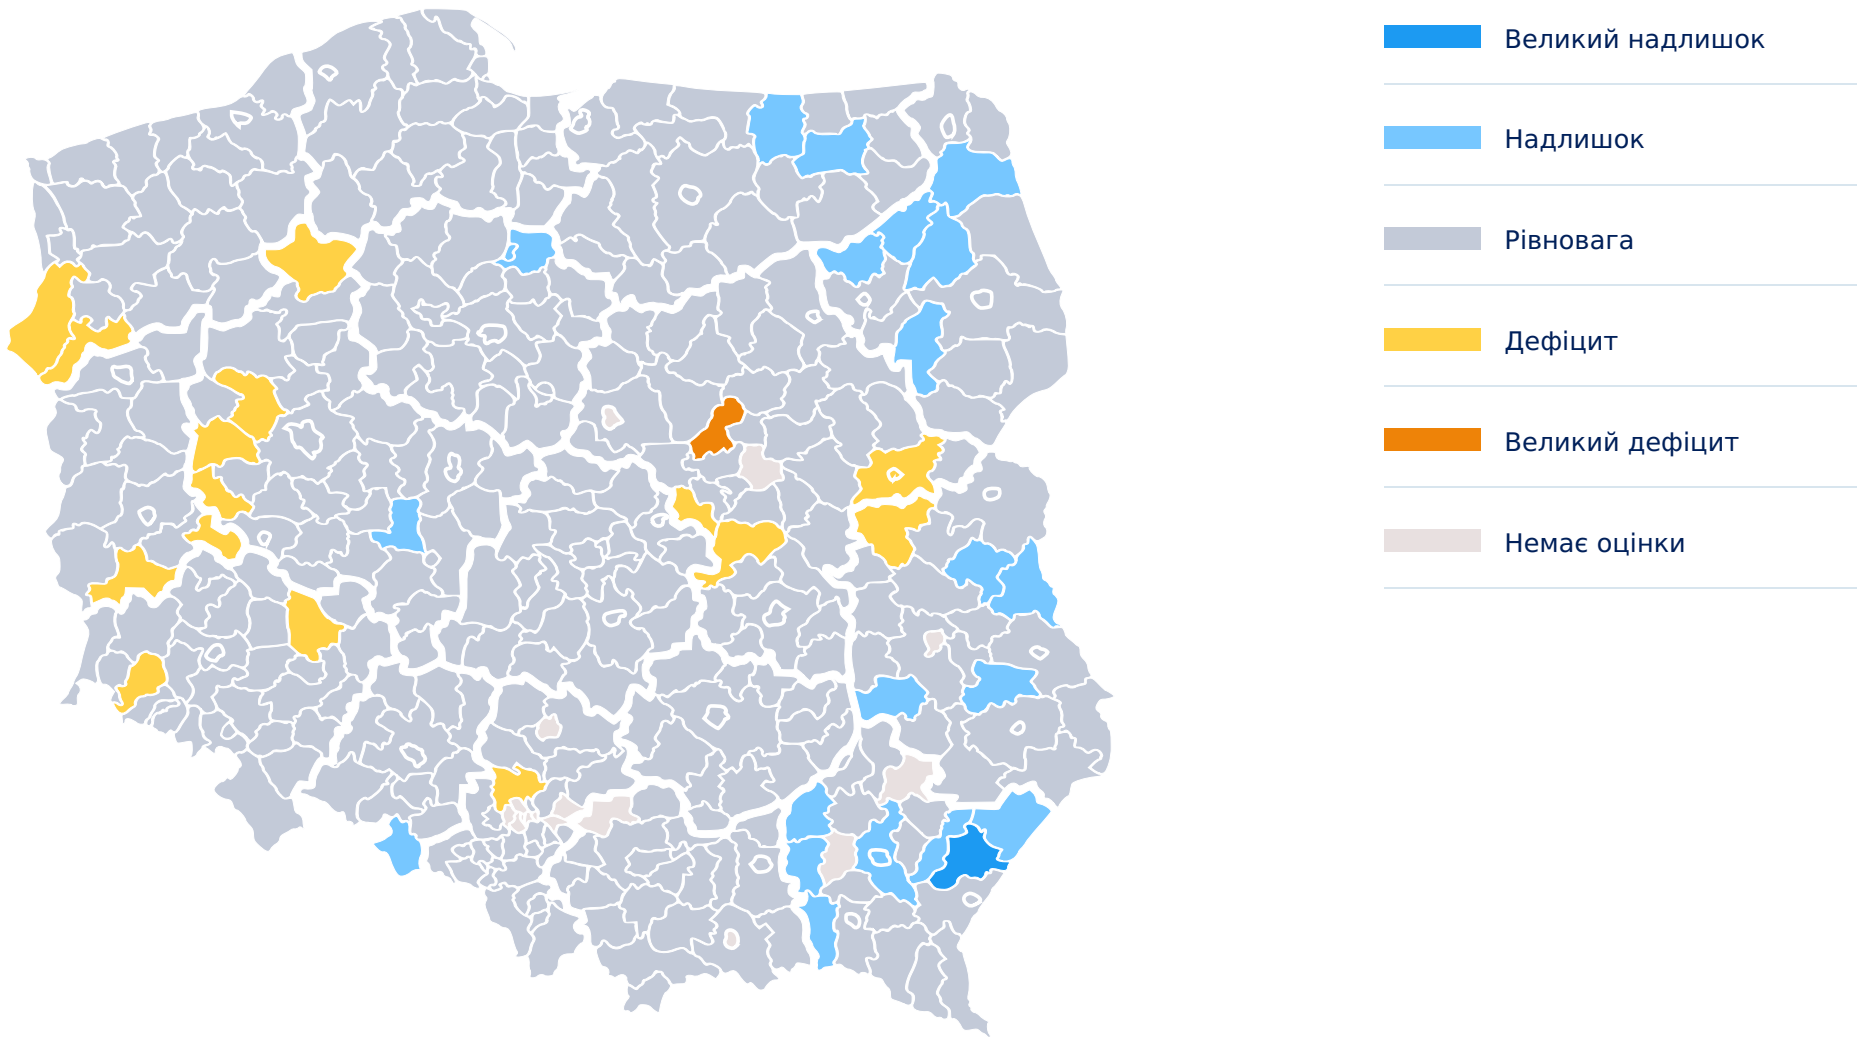 Великий надлишок
Надлишок
Рівновага
Дефіцит
Великий дефіцит
Немає оцінки